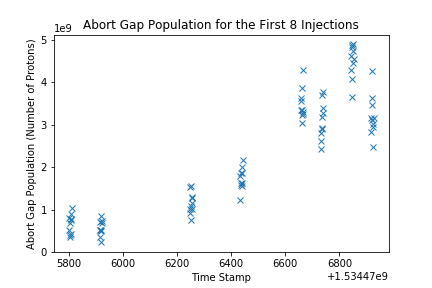 Abort Gap Population for the First 8 Injections
1e9
Abort Gap Population (Number of Protons)
5
4
3
2
1
0
5800 6000 6200 6400 6600 6800
Time Stamp
+1.53447e9